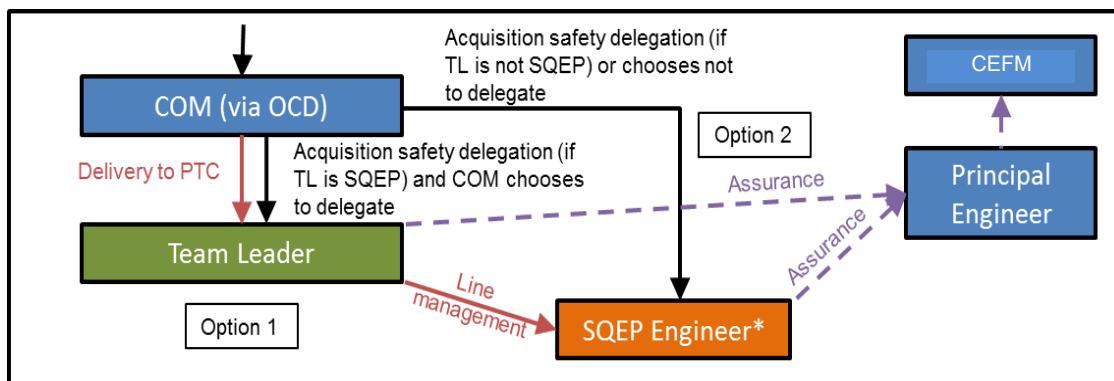 Acquisition safety delegation (if
TL is not SQEP) or chooses not
to delegate
CEFM
COM (via OCD)
Option 2
Delivery to PTC
Acquisition safety delegation (if
TL is SQEP) and COM chooses
to delegate
Assurance
Principal
Engineer
Team Leader
Assurance
Line
management
Option 1
SQEP Engineer*